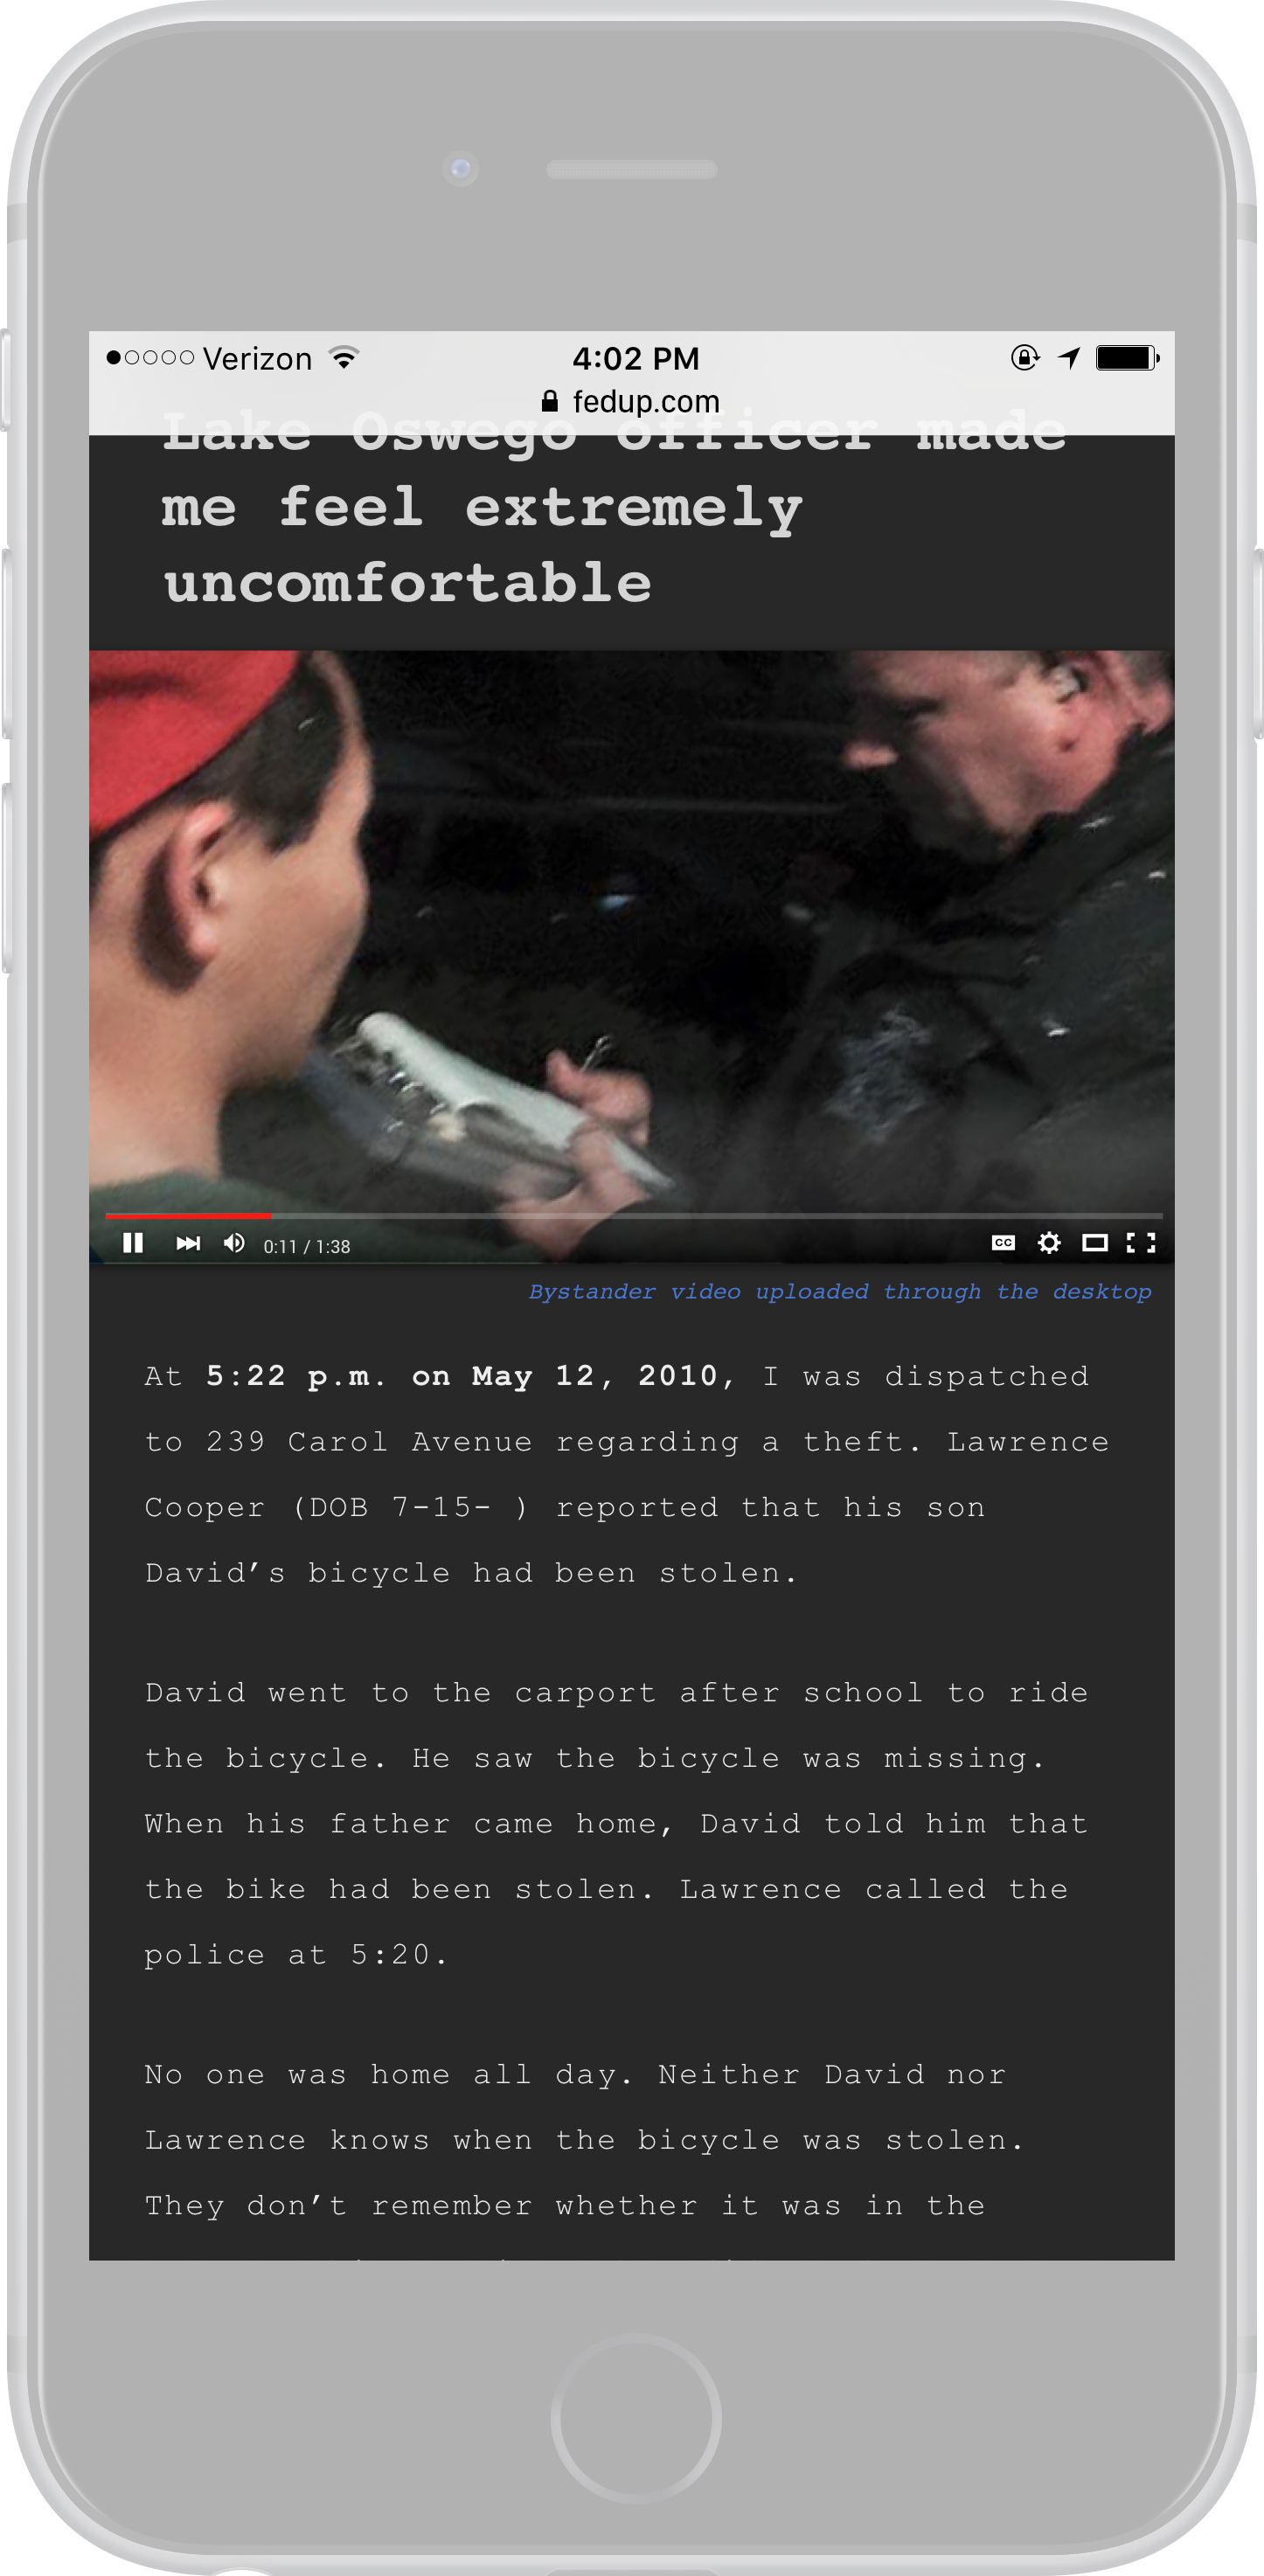 Verizon
4:02 PM
fedup.com
Lake Oswego officer made
me feel extremely
uncomfortable
0:11 / 1:38
CC
Bystander video uploaded through the desktop
At 5:22 p.m. on May 12, 2010, I was dispatched
to 239 Carol Avenue regarding a theft. Lawrence
Cooper (DOB 7-15- ) reported that his son
David’s bicycle had been stolen.
David went to the carport after school to ride
the bicycle. He saw the bicycle was missing.
When his father came home, David told him that
the bike had been stolen. Lawrence called the
police at 5:20.
No one was home all day. Neither David nor
Lawrence knows when the bicycle was stolen.
They don’t remember whether it was in the